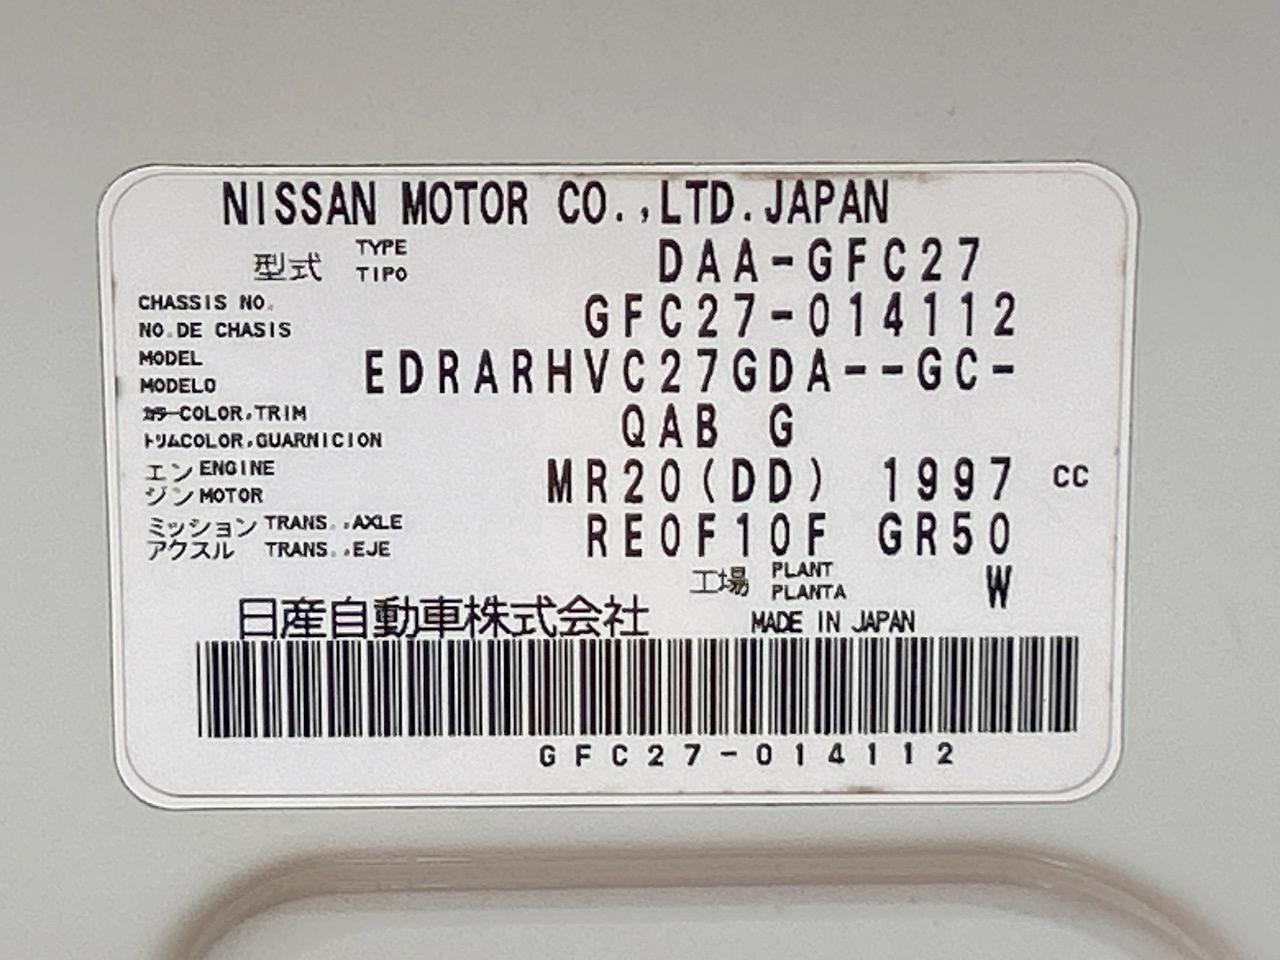 NISSAN MOTOR CO.,LTD.JAPAN
型式 TYPE TIPO DAA-GFC27
CHASSIS NO. NO.DE CHASIS GFC27-014112
MODEL MODELO EDRARHVC27GDA--GC-
カラーCOLOR,TRIM トリムCOLOR,GUARNICION QAB G
エンジン ENGINE MOTOR MR20(DD) 1997 CC
ミッション アクスル TRANS.,AXLE TRANS.,EJE RE0F10F GR50
工場 PLANT PLANTA W
日産自動車株式会社 MADE IN JAPAN
GFC27-014112